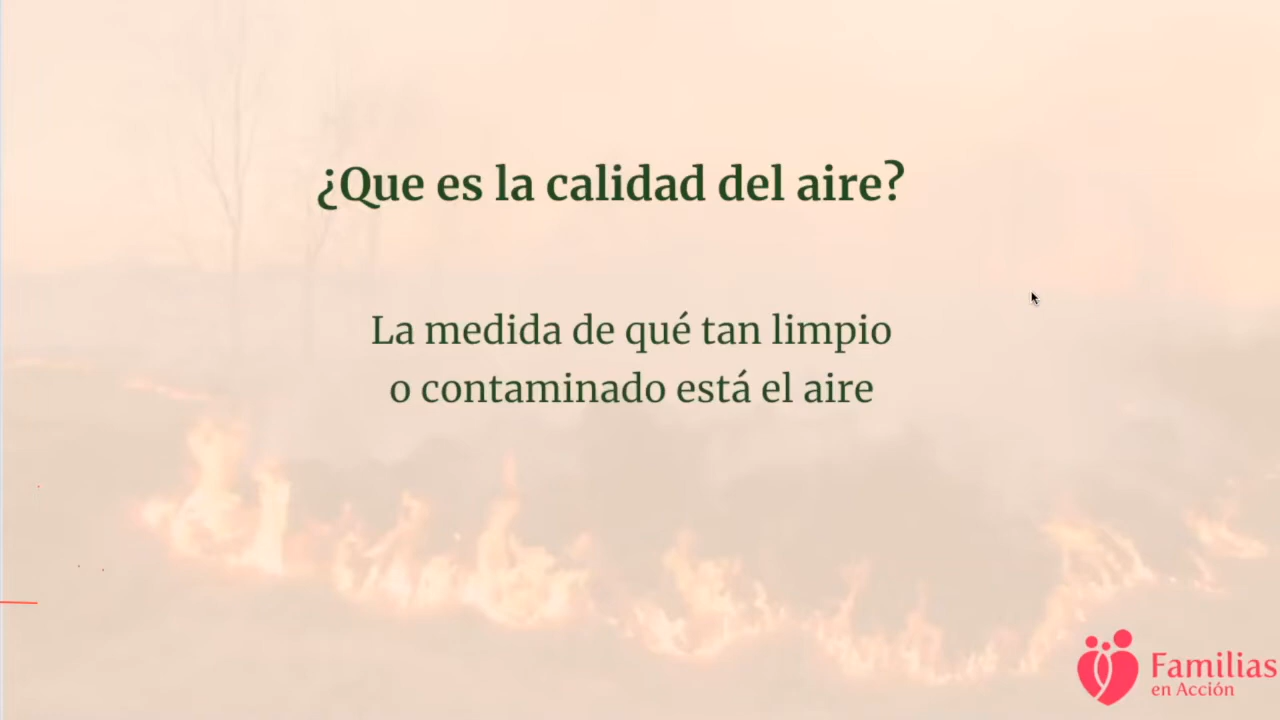 ¿Que es la calidad del aire?
La medida de qué tan limpio
o contaminado está el aire
Familias
en Acción